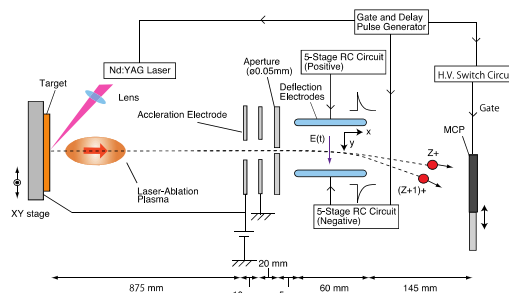 Gate and Delay
Pulse Generator
Nd:YAG Laser
5-Stage RC Circuit
(Positive)
H.V. Switch Circu
Aperture
(ø0.05mm)
Target
Lens
Deflection
Electrodes
Gate
Accleration Electrode
MCP
E(t)
x
y
Z+
(Z+1)+
Laser-Ablation
Plasma
XY stage
5-Stage RC Circuit
(Negative)
20 mm
875 mm
60 mm
145 mm